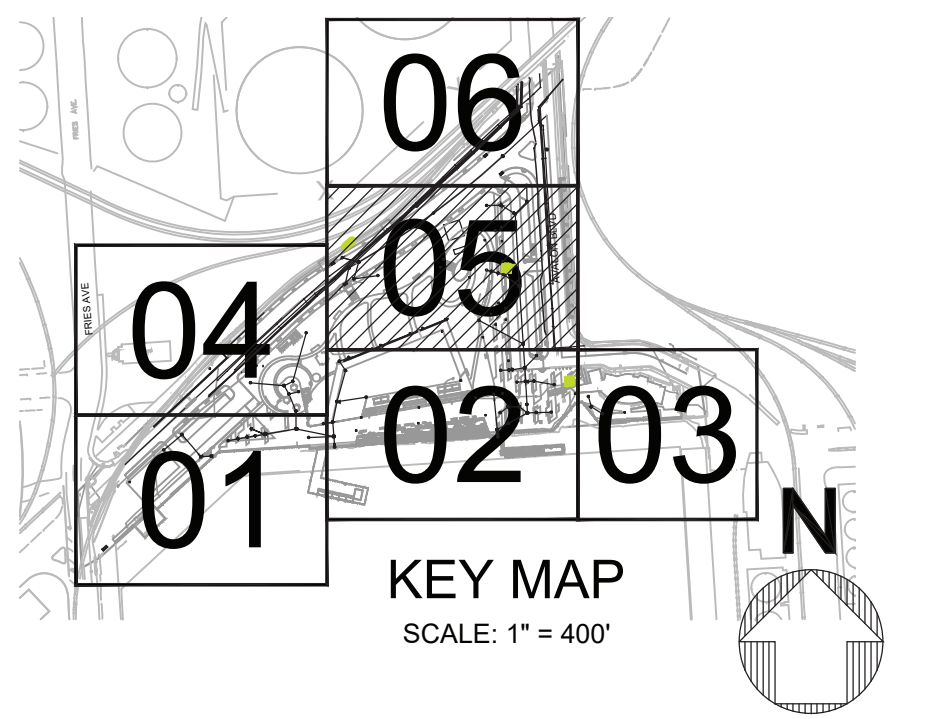 06
FRIES AVE.
05
AVALON BLVD
04
FRIES AVE
02
03
01
N
KEY MAP
SCALE: 1" = 400'